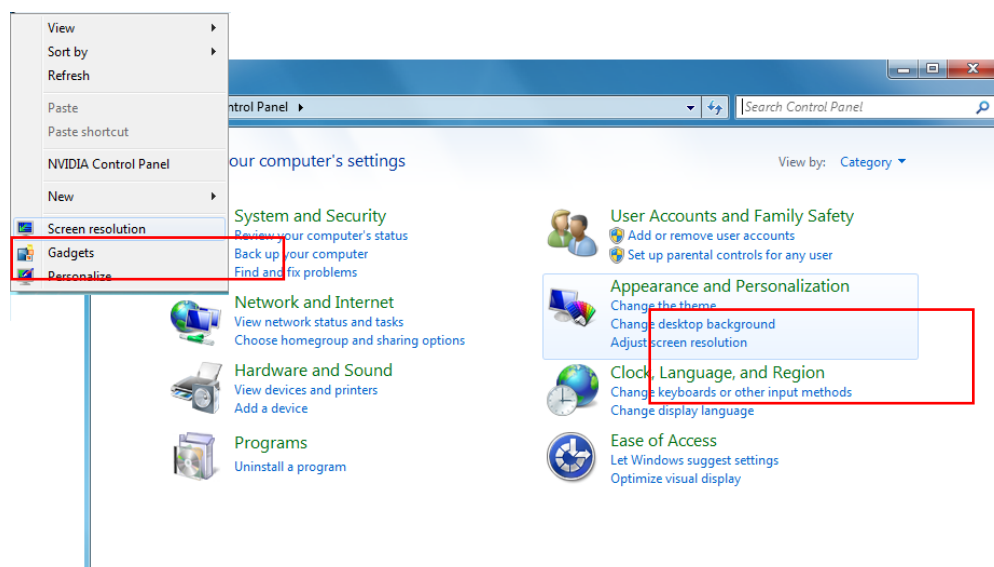 View
Sort by
Refresh
Paste
Paste shortcut
NVIDIA Control Panel
New
Screen resolution
Gadgets
Personalize
ntrol Panel
Search Control Panel
our computer's settings
View by: Category
System and Security
Review your computer's status
Back up your computer
Find and fix problems
Network and Internet
View network status and tasks
Choose homegroup and sharing options
Hardware and Sound
View devices and printers
Add a device
Programs
Uninstall a program
User Accounts and Family Safety
Add or remove user accounts
Set up parental controls for any user
Appearance and Personalization
Change the theme
Change desktop background
Adjust screen resolution
Clock, Language, and Region
Change keyboards or other input methods
Change display language
Ease of Access
Let Windows suggest settings
Optimize visual display